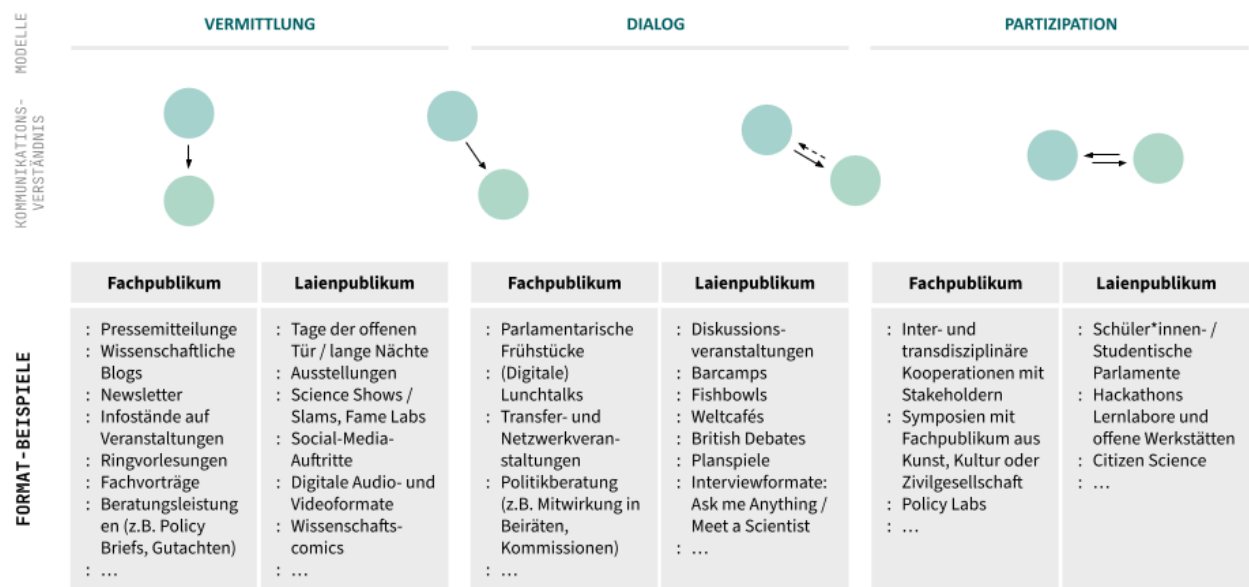 MODELLE
VERMITTLUNG
DIALOG
PARTIZIPATION
KOMMUNIKATIONS-
VERSTÄNDNIS
FORMAT-BEISPIELE
Fachpublikum
: Pressemitteilunge
: Wissenschaftliche
Blogs
: Newsletter
: Infostände auf
Veranstaltungen
: Ringvorlesungen
: Fachvorträge
: Beratungsleistung
en (z.B. Policy
Briefs, Gutachten)
: …
Laienpublikum
: Tage der offenen
Tür / lange Nächte
: Ausstellungen
: Science Shows /
Slams, Fame Labs
: Social-Media-
Auftritte
: Digitale Audio- und
Videoformate
: Wissenschafts-
comics
: …
Fachpublikum
: Parlamentarische
Frühstücke
: (Digitale)
Lunchtalks
: Transfer- und
Netzwerkveran-
staltungen
: Politikberatung
(z.B. Mitwirkung in
Beiräten,
Kommissionen)
: …
Laienpublikum
: Diskussions-
veranstaltungen
: Barcamps
: Fishbowls
: Weltcafés
: British Debates
: Planspiele
: Interviewformate:
Ask me Anything /
Meet a Scientist
: …
Fachpublikum
: Inter- und
transdisziplinäre
Kooperationen mit
Stakeholdern
: Symposien mit
Fachpublikum aus
Kunst, Kultur oder
Zivilgesellschaft
: Policy Labs
: …
Laienpublikum
: Schüler*innen- /
Studentische
Parlamente
: Hackathons
Lernlabore und
offene Werkstätten
: Citizen Science
: …